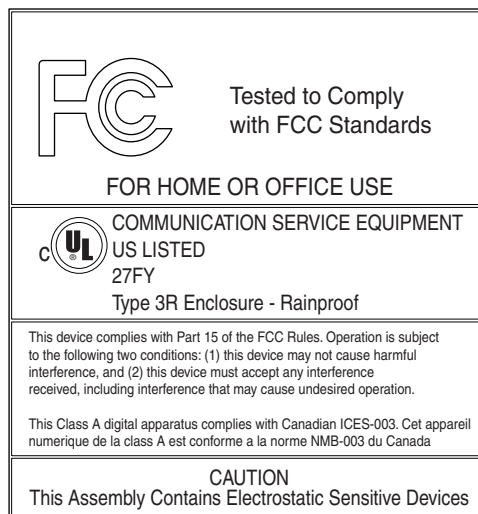 FCC
Tested to Comply
with FCC Standards
FOR HOME OR OFFICE USE
COMMUNICATION SERVICE EQUIPMENT
C UL ® US LISTED
27FY
Type 3R Enclosure - Rainproof
This device complies with Part 15 of the FCC Rules. Operation is subject
to the following two conditions: (1) this device may not cause harmful
interference, and (2) this device must accept any interference
received, including interference that may cause undesired operation.
This Class A digital apparatus complies with Canadian ICES-003. Cet appareil
numerique de la class A est conforme a la norme NMB-003 du Canada
CAUTION
This Assembly Contains Electrostatic Sensitive Devices